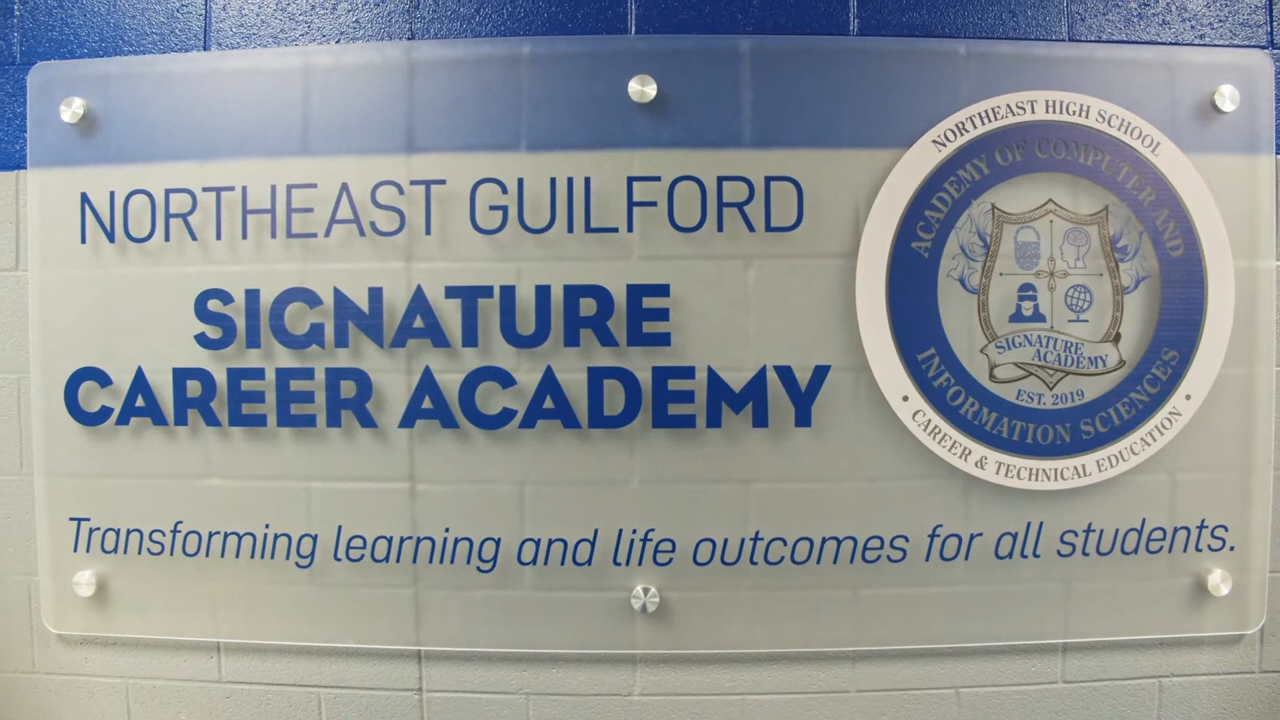 NORTHEAST GUILFORD
SIGNATURE
CAREER ACADEMY
Transforming learning and life outcomes for all students.
NORTHEAST HIGH SCHOOL
ACADEMY OF COMPUTER AND
INFORMATION SCIENCES
SIGNATURE
ACADEMY
EST. 2019
• CAREER & TECHNICAL EDUCATION •